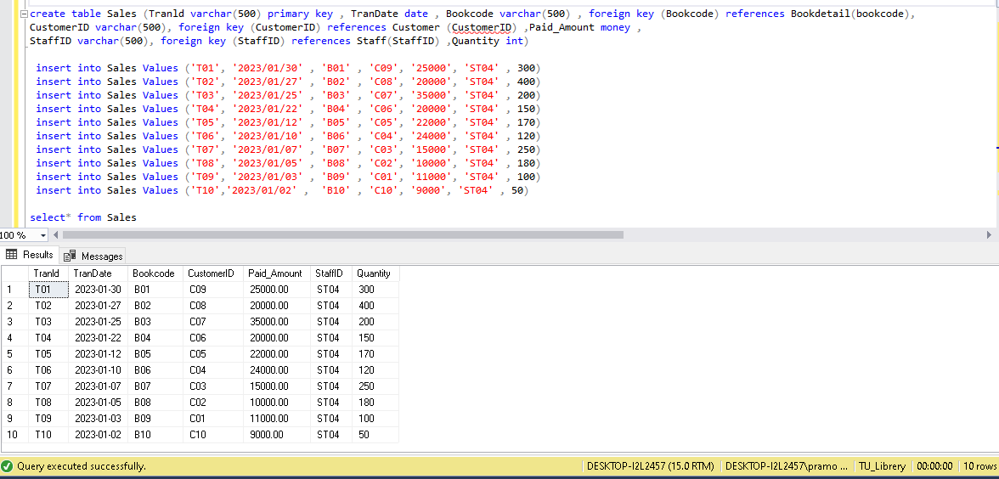 create table Sales (TranId varchar(500) primary key , TranDate date , Bookcode varchar(500) , foreign key (Bookcode) references Bookdetail(bookcode),
CustomerID varchar(500), foreign key (CustomerID) references Customer (CustomerID) ,Paid_Amount money ,
StaffID varchar(500), foreign key (StaffID) references Staff(StaffID) ,Quantity int)
insert into Sales Values ('T01', '2023/01/30' , 'B01' , 'C09', '25000', 'ST04' , 300)
insert into Sales Values ('T02', '2023/01/27' , 'B02' , 'C08', '20000', 'ST04' , 400)
insert into Sales Values ('T03', '2023/01/25' , 'B03' , 'C07', '35000', 'ST04' , 200)
insert into Sales Values ('T04', '2023/01/22' , 'B04' , 'C06', '20000', 'ST04' , 150)
insert into Sales Values ('T05', '2023/01/12' , 'B05' , 'C05', '22000', 'ST04' , 170)
insert into Sales Values ('T06', '2023/01/10' , 'B06' , 'C04', '24000', 'ST04' , 120)
insert into Sales Values ('T07', '2023/01/07' , 'B07' , 'C03', '15000', 'ST04' , 250)
insert into Sales Values ('T08', '2023/01/05' , 'B08' , 'C02', '10000', 'ST04' , 180)
insert into Sales Values ('T09', '2023/01/03' , 'B09' , 'C01', '11000', 'ST04' , 100)
insert into Sales Values ('T10','2023/01/02' ,  'B10' , 'C10', '9000', 'ST04' , 50)
select* from Sales
100 %
Results Messages
TranId TranDate Bookcode CustomerID Paid_Amount StaffID Quantity
1 T01 2023-01-30 B01 C09 25000.00 ST04 300
2 T02 2023-01-27 B02 C08 20000.00 ST04 400
3 T03 2023-01-25 B03 C07 35000.00 ST04 200
4 T04 2023-01-22 B04 C06 20000.00 ST04 150
5 T05 2023-01-12 B05 C05 22000.00 ST04 170
6 T06 2023-01-10 B06 C04 24000.00 ST04 120
7 T07 2023-01-07 B07 C03 15000.00 ST04 250
8 T08 2023-01-05 B08 C02 10000.00 ST04 180
9 T09 2023-01-03 B09 C01 11000.00 ST04 100
10 T10 2023-01-02 B10 C10 9000.00 ST04 50
Query executed successfully. DESKTOP-I2L2457 (15.0 RTM) DESKTOP-I2L2457\pramo ... TU_Librery 00:00:00 10 rows